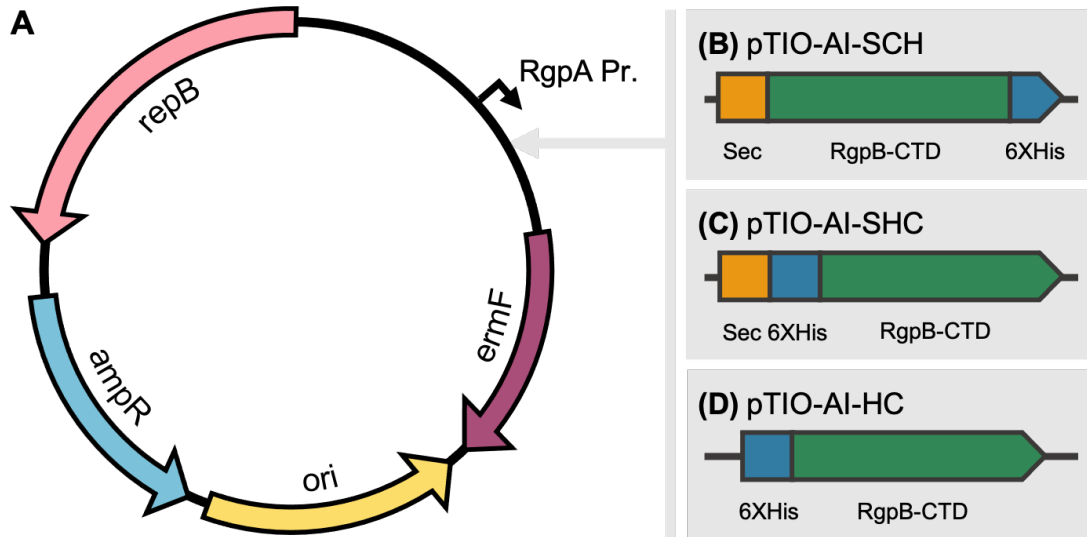 A
RgpA Pr.
repB
ampR
ori
ermF
(B) pTIO-AI-SCH
Sec RgpB-CTD 6XHis
(C) pTIO-AI-SHC
Sec 6XHis RgpB-CTD
(D) pTIO-AI-HC
6XHis RgpB-CTD